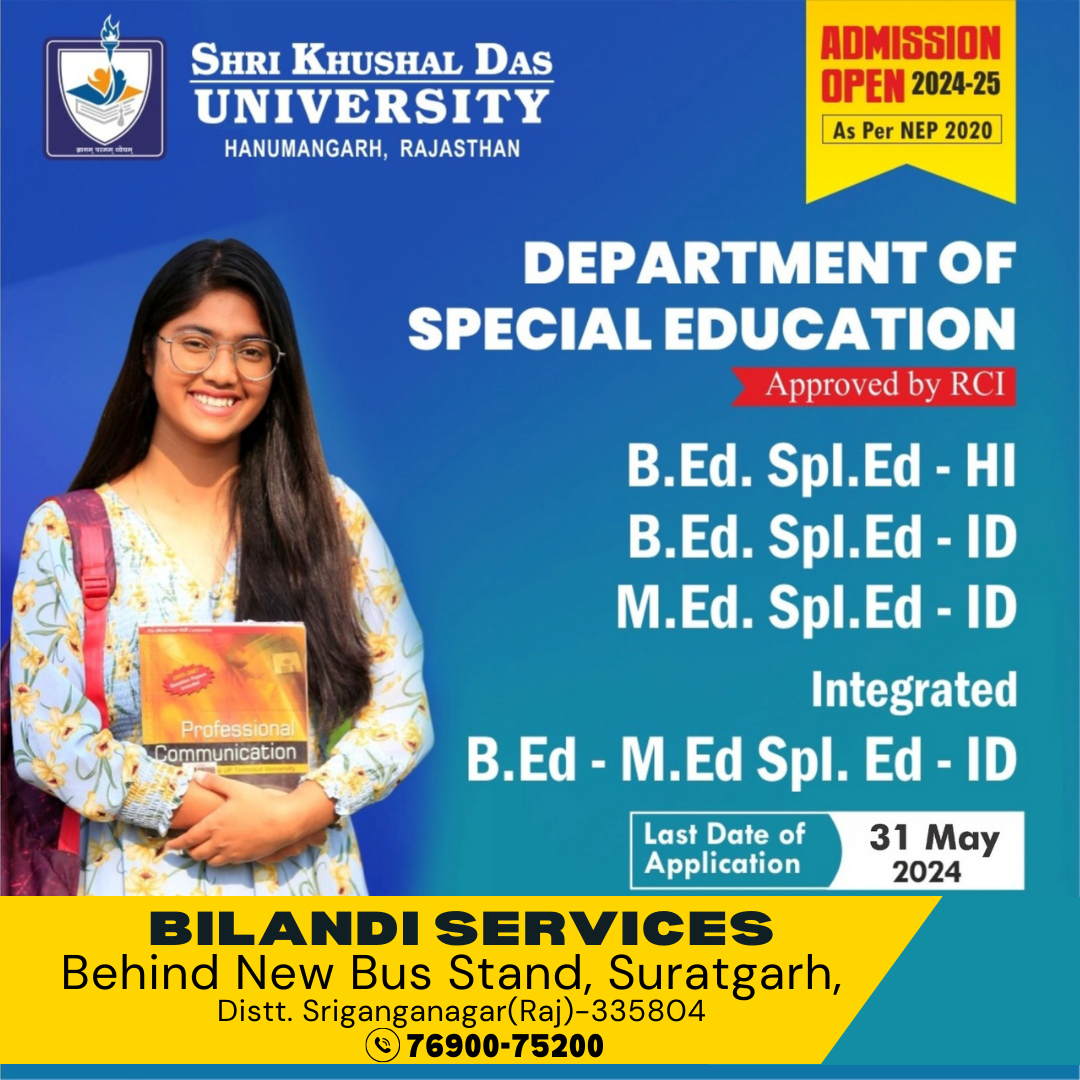 SHRI KHUSHAL DAS
UNIVERSITY
HANUMANGARH, RAJASTHAN
ज्ञानम् परमम् ध्येयम्
ADMISSION
OPEN 2024-25
As Per NEP 2020
DEPARTMENT OF
SPECIAL EDUCATION
Approved by RCI
B.Ed. Spl.Ed - HI
B.Ed. Spl.Ed - ID
M.Ed. Spl.Ed - ID
Integrated
B.Ed - M.Ed Spl. Ed - ID
Last Date of
Application
31 May
2024
Professional
Communication
BILANDI SERVICES
Behind New Bus Stand, Suratgarh,
Distt. Sriganganagar(Raj)-335804
76900-75200